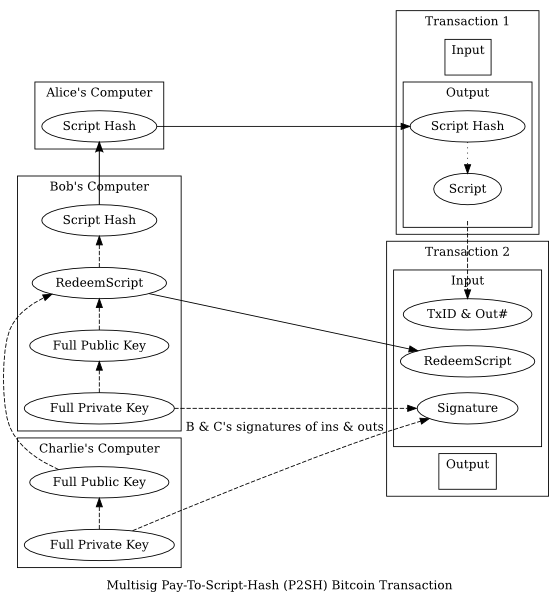 Transaction 1
Input
Output
Script Hash
Script
Alice's Computer
Script Hash
Bob's Computer
Script Hash
RedeemScript
Full Public Key
Full Private Key
Transaction 2
Input
TxID & Out#
RedeemScript
Signature
Output
B & C's signatures of ins & outs
Charlie's Computer
Full Public Key
Full Private Key
Multisig Pay-To-Script-Hash (P2SH) Bitcoin Transaction